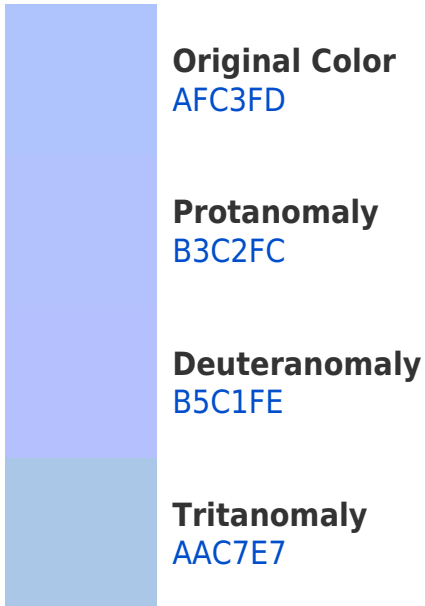 Original Color
AFC3FD
Protanomaly
B3C2FC
Deuteranomaly
B5C1FE
Tritanomaly
AAC7E7